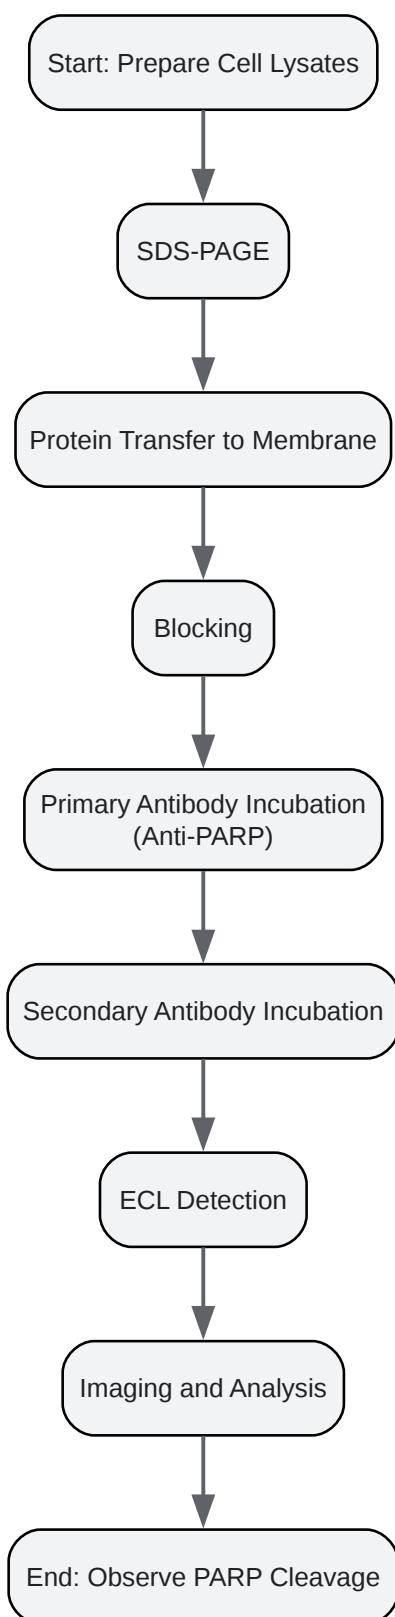 Start: Prepare Cell Lysates
SDS-PAGE
Protein Transfer to Membrane
Blocking
Primary Antibody Incubation
(Anti-PARP)
Secondary Antibody Incubation
ECL Detection
Imaging and Analysis
End: Observe PARP Cleavage